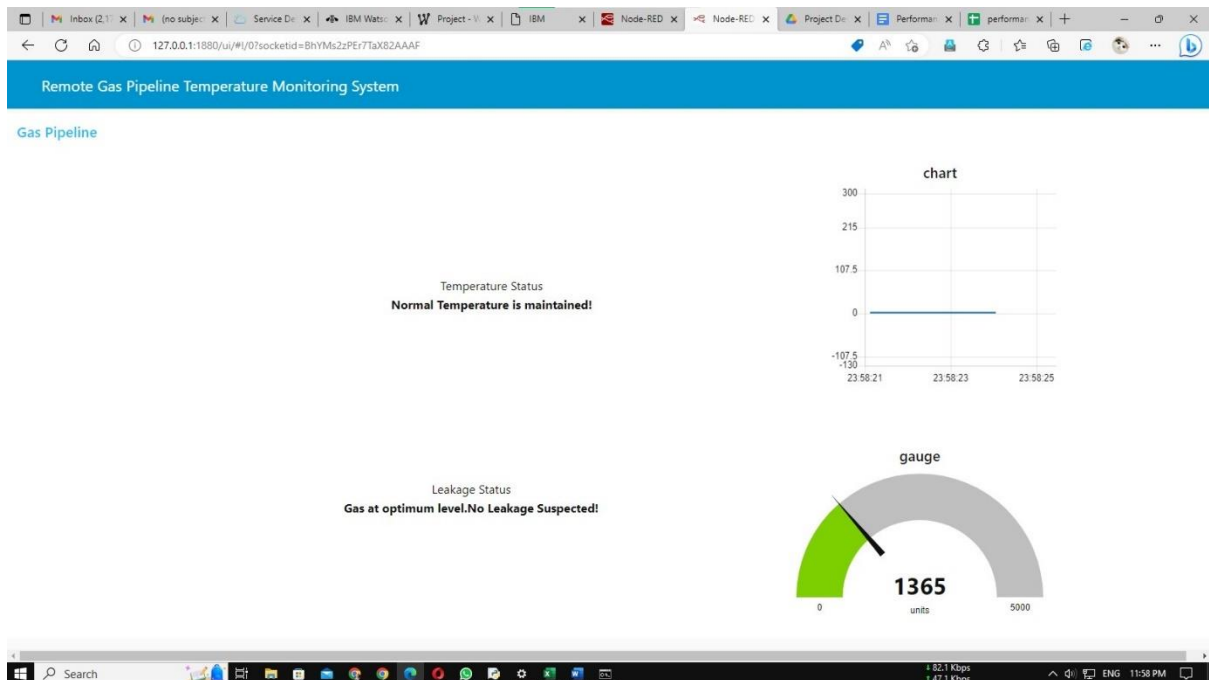 Inbox (2,1
(no subjec
Service De
IBM Watso
Project - W
IBM
Node-RED
Node-RED
Project De
Performan
performan
127.0.0.1:1880/ui/#!/0?socketid=BhYMs2zPEr7TaX82AAAF
Remote Gas Pipeline Temperature Monitoring System
Gas Pipeline
chart
300
215
107.5
0
-107.5
-130
23:58:21 23:58:23 23:58:25
Temperature Status
Normal Temperature is maintained!
Leakage Status
Gas at optimum level.No Leakage Suspected!
gauge
1365
units
0 5000
Search
82.1 Kbps
47.1 Kbps
ENG 11:58 PM